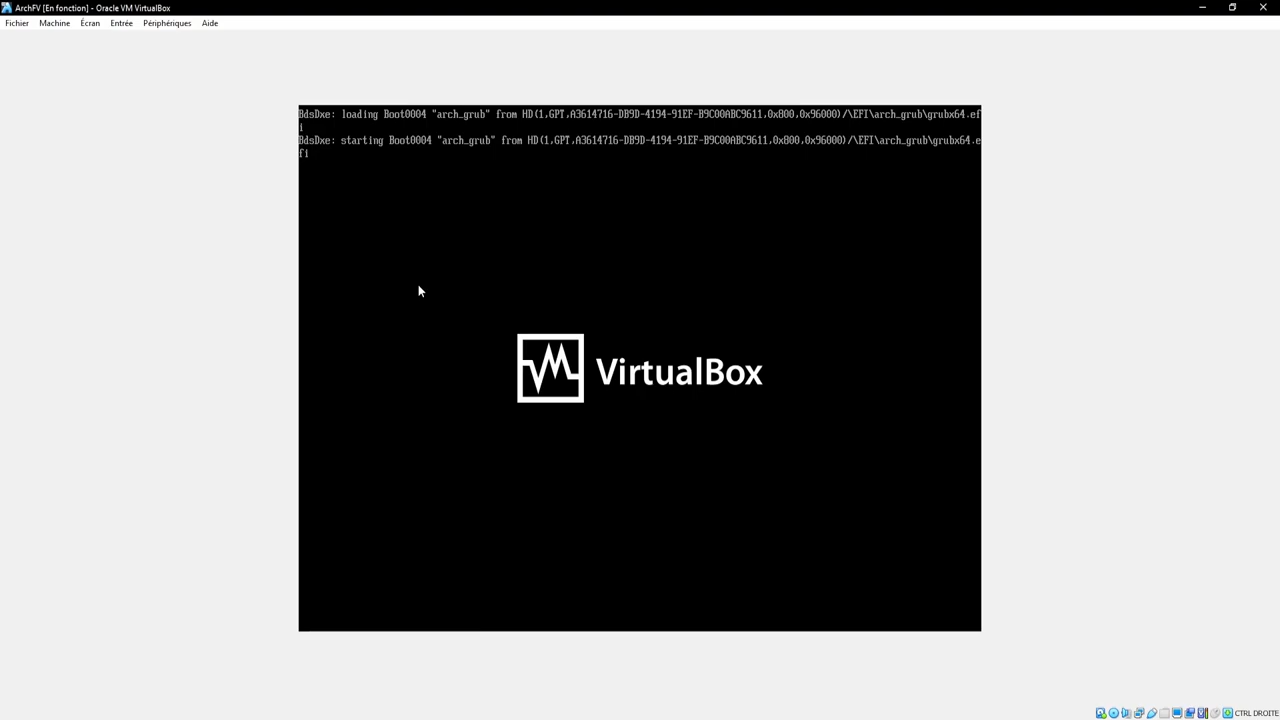 ArchFV [En fonction] - Oracle VM VirtualBox
Fichier Machine Écran Entrée Périphériques Aide
BdsDxe: loading Boot0004 "arch_grub" from HD(1,GPT,A3614716-DB9D-4194-91EF-B9C00ABC9611,0x800,0x96000)/\EFI\arch_grub\grubx64.ef
i
BdsDxe: starting Boot0004 "arch_grub" from HD(1,GPT,A3614716-DB9D-4194-91EF-B9C00ABC9611,0x800,0x96000)/\EFI\arch_grub\grubx64.e
fi
VirtualBox
CTRL DROITE